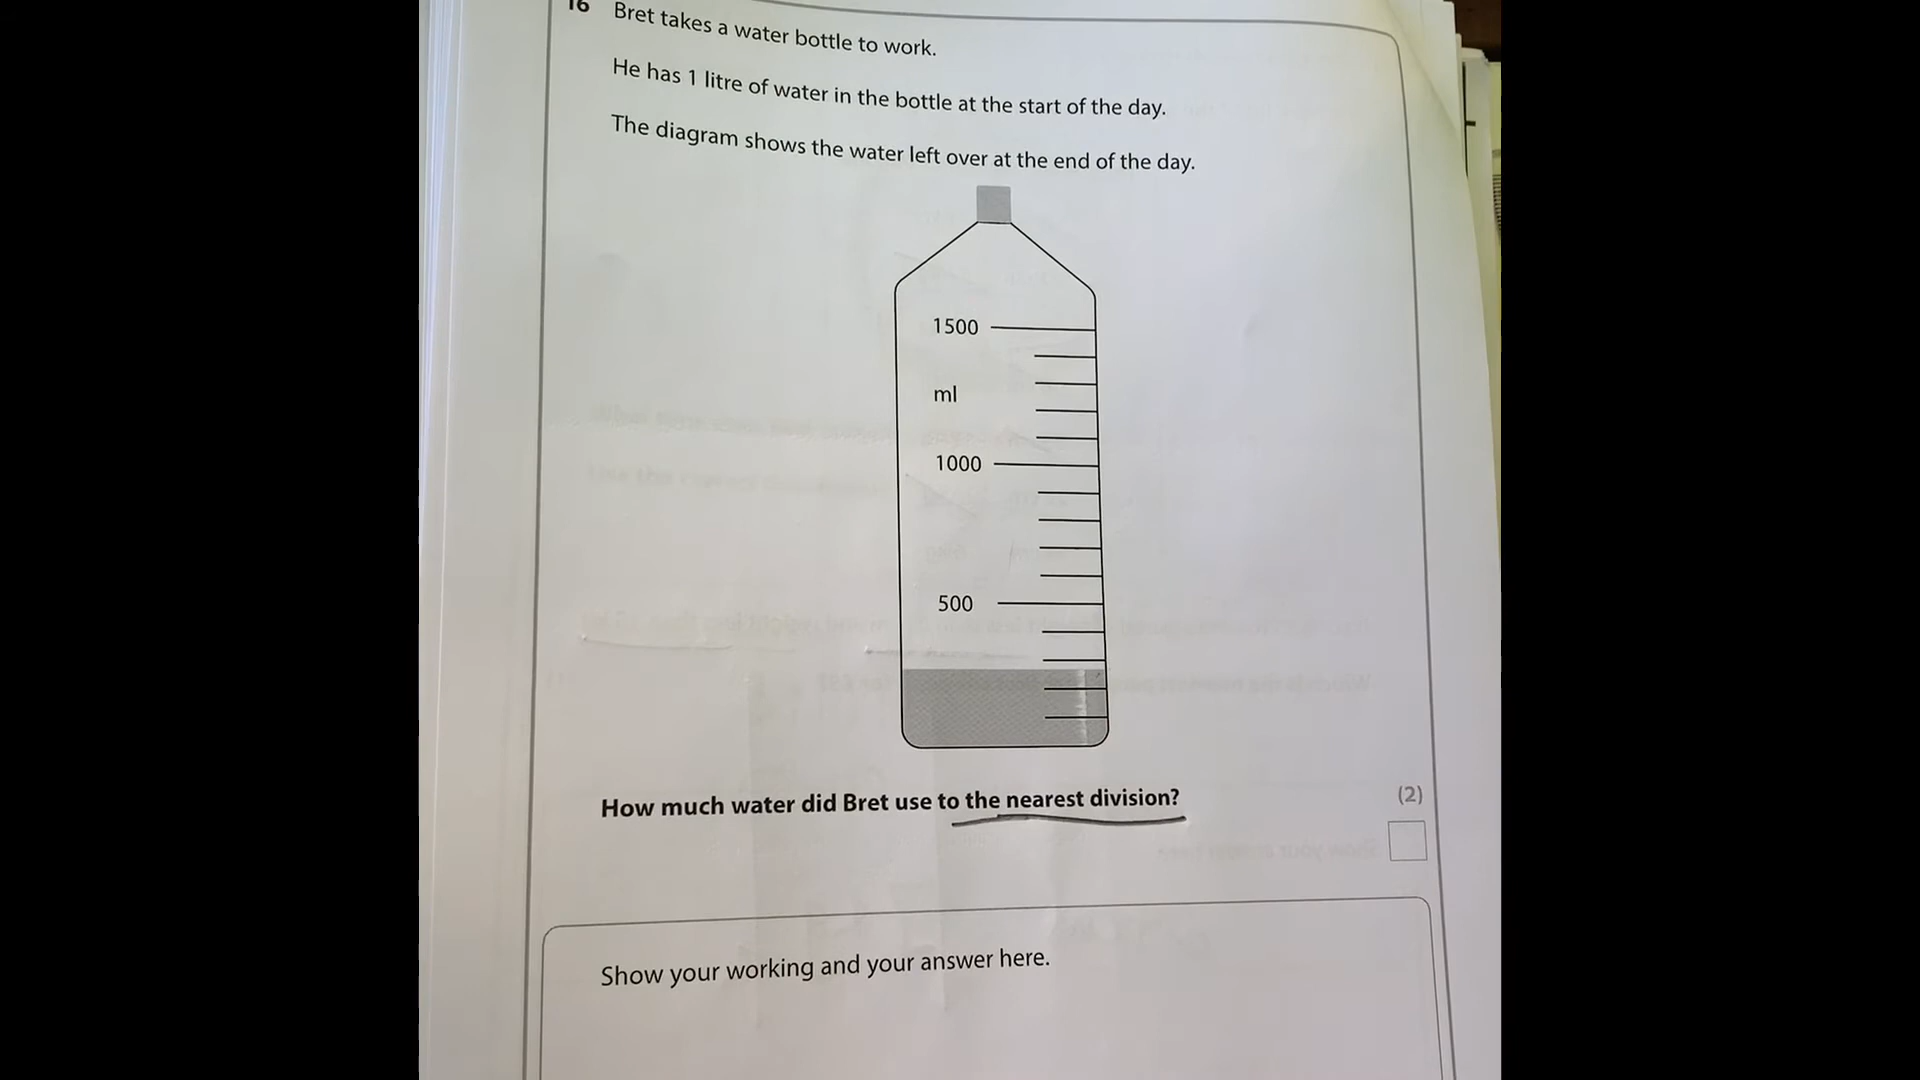 16 Bret takes a water bottle to work.
He has 1 litre of water in the bottle at the start of the day.
The diagram shows the water left over at the end of the day.
1500
ml
1000
500
How much water did Bret use to the nearest division?
(2)
Show your working and your answer here.